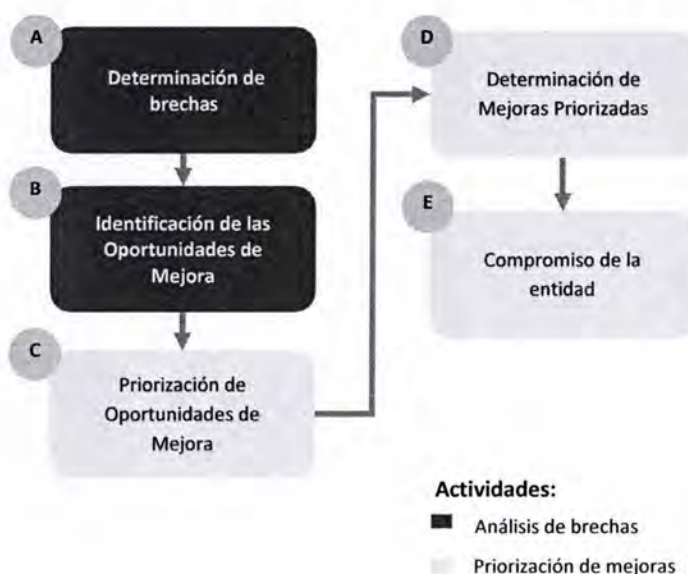 A
Determinación de
brechas
B
Identificación de las
Oportunidades de
Mejora
C
Priorización de
Oportunidades de
Mejora
D
Determinación de
Mejoras Priorizadas
E
Compromiso de la
entidad
Actividades:
Análisis de brechas
Priorización de mejoras